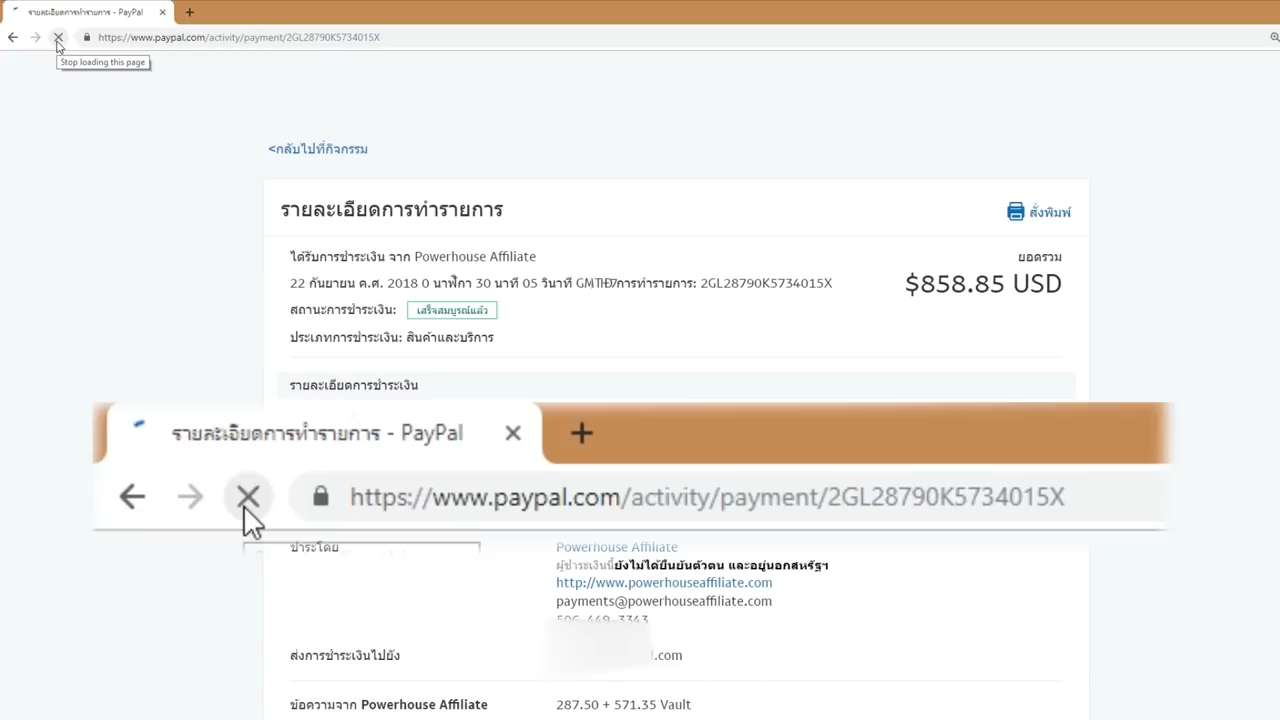 รายละเอียดการทำรายการ - PayPal
https://www.paypal.com/activity/payment/2GL28790K5734015X
Stop loading this page
<กลับไปที่กิจกรรม
รายละเอียดการทำรายการ
สั่งพิมพ์
ได้รับการชำระเงิน จาก Powerhouse Affiliate
ยอดรวม
22 กันยายน ค.ศ. 2018 0 นาฬิกา 30 นาที 05 วินาที การทำรายการ: 2GL28790K5734015X
$858.85 USD
สถานะการชำระเงิน: เสร็จสมบูรณ์แล้ว
ประเภทการชำระเงิน: สินค้าและบริการ
รายละเอียดการชำระเงิน
รายละเอียดการทำรายการ - PayPal
https://www.paypal.com/activity/payment/2GL28790K5734015X
ชำระโดย
Powerhouse Affiliate
ผู้ชำระเงินนี้ยังไม่ได้ยืนยันตัวตน และอยู่นอกสหรัฐฯ
http://www.powerhouseaffiliate.com
payments@powerhouseaffiliate.com
506-449-3343
ส่งการชำระเงินไปยัง
.com
ข้อความจาก Powerhouse Affiliate
287.50 + 571.35 Vault